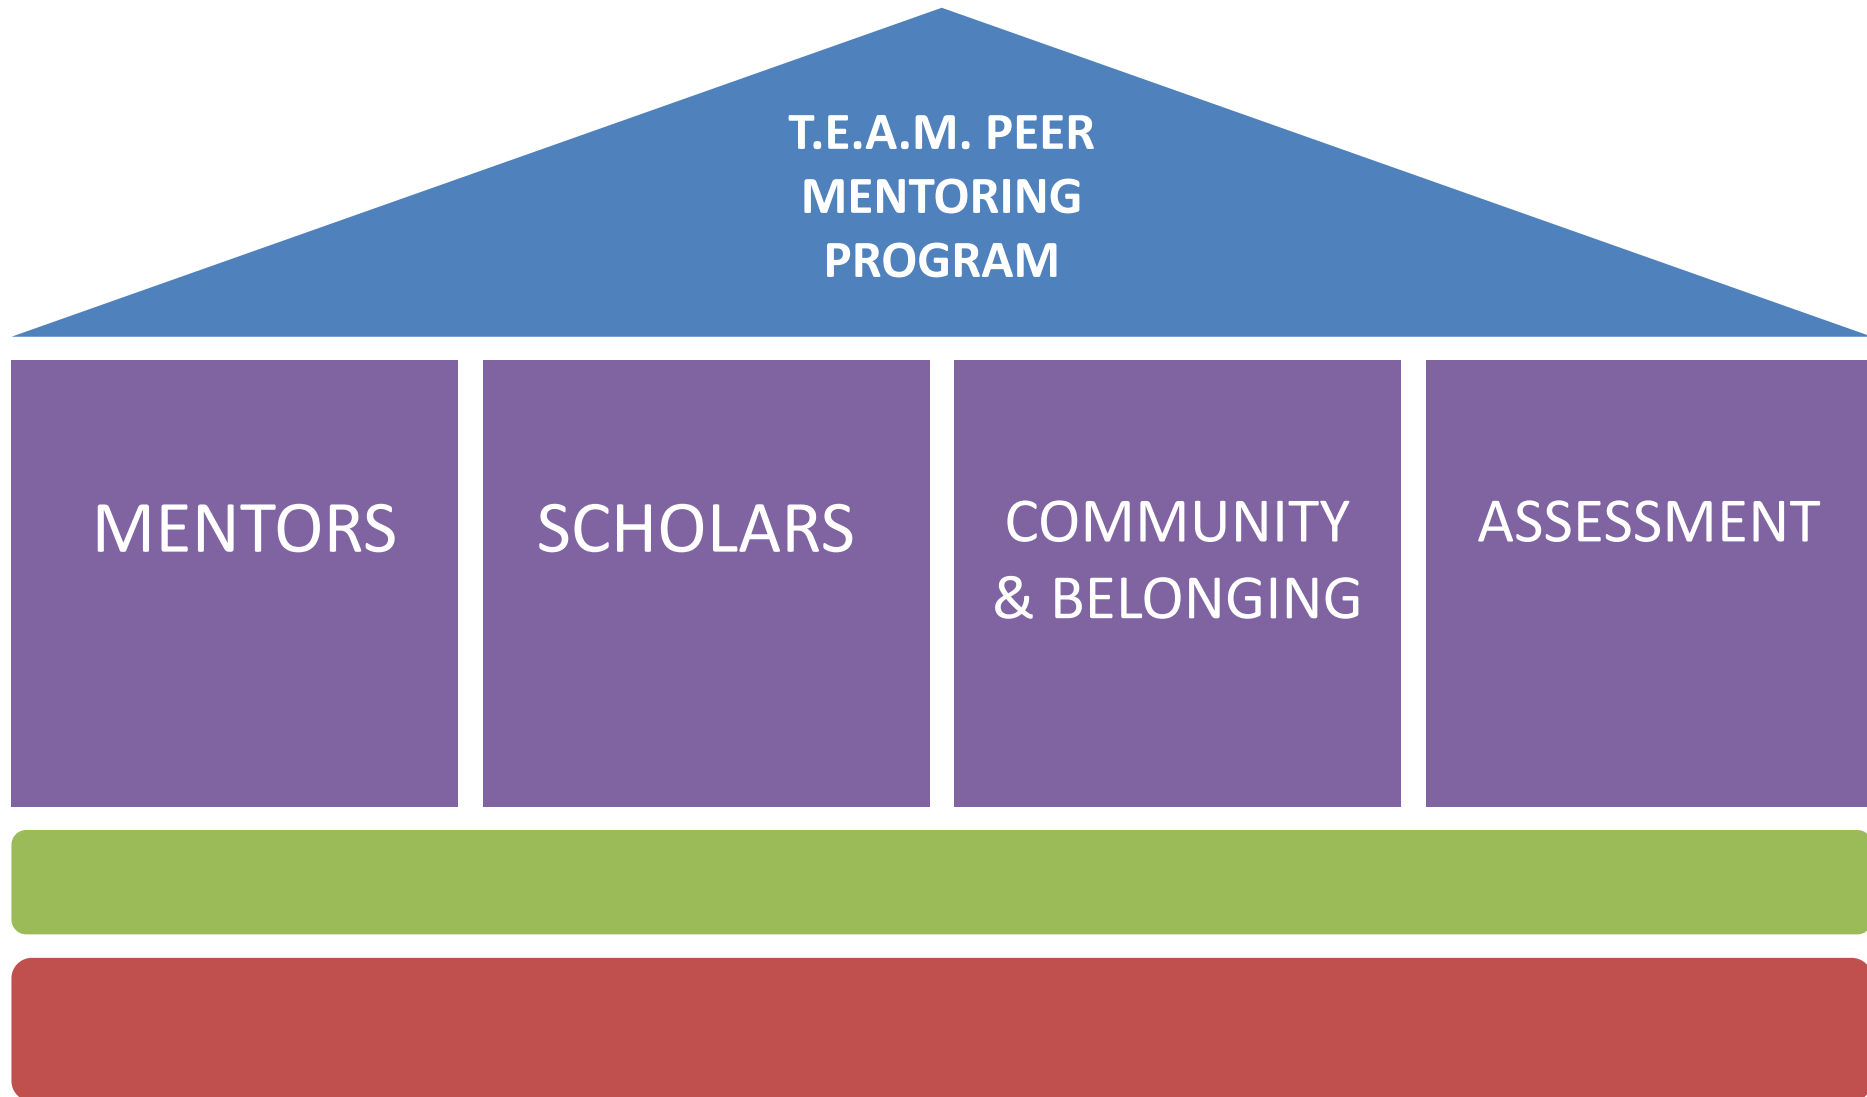 T.E.A.M. PEER
MENTORING
PROGRAM
MENTORS
SCHOLARS
COMMUNITY
& BELONGING
ASSESSMENT